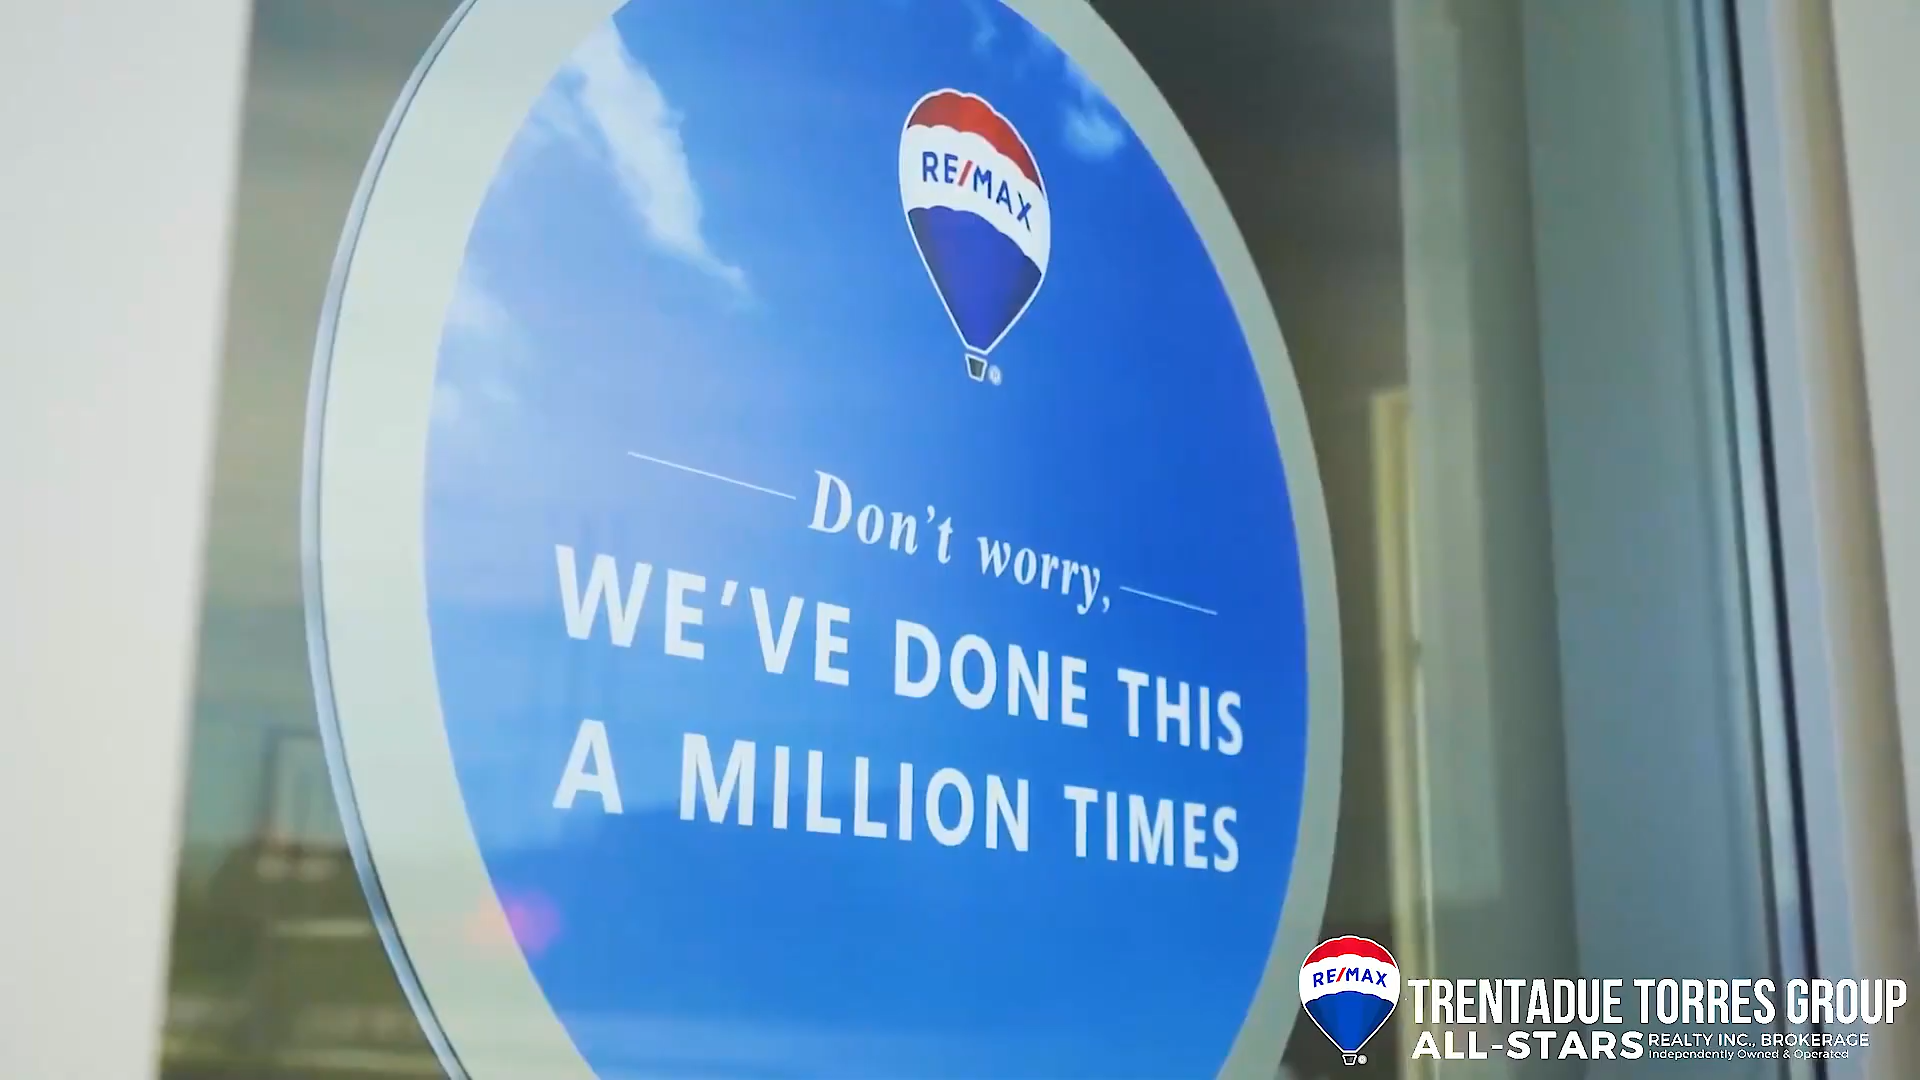 RE/MAX
Don't worry,
WE'VE DONE THIS
A MILLION TIMES
RE/MAX
TRENTADUE TORRES GROUP
ALL-STARS REALTY INC., BROKERAGE
Independently Owned & Operated